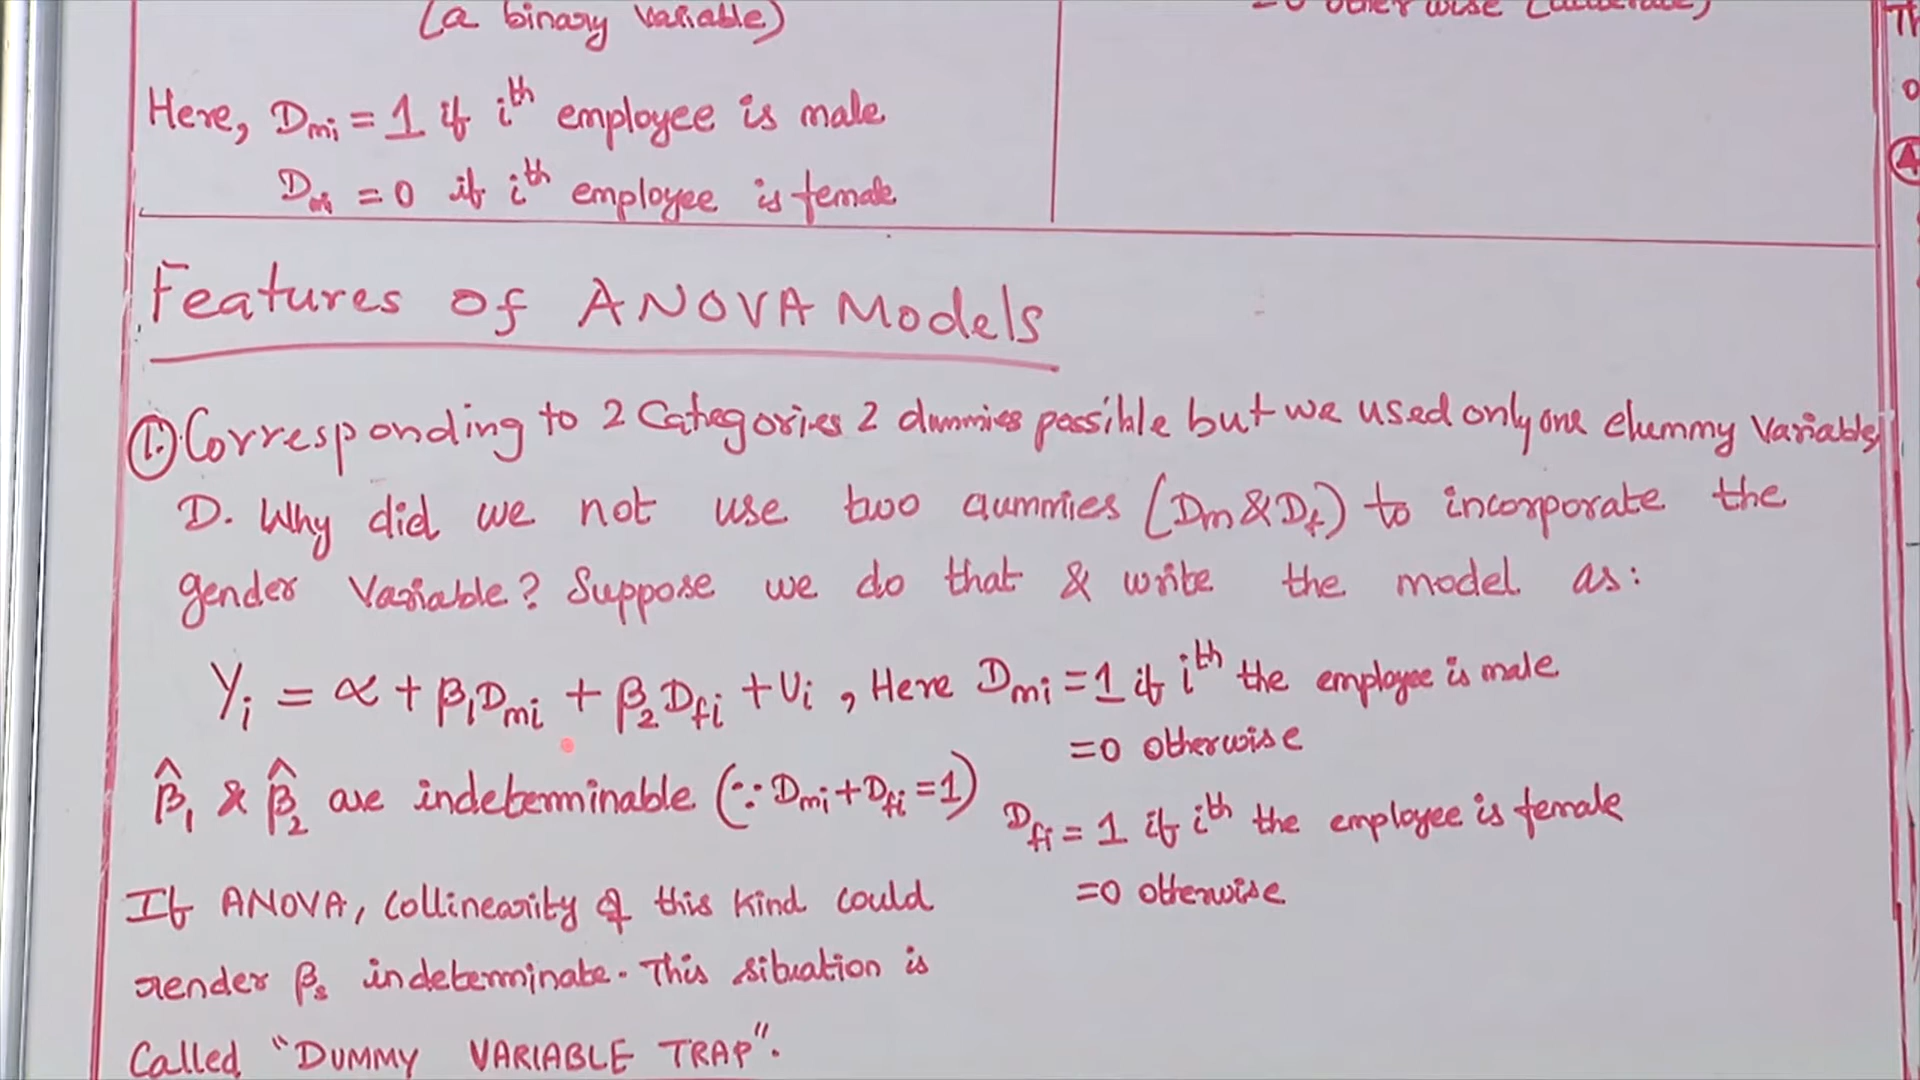 (a binary variable)
=0 otherwise
Here, Dmi = 1 if ith employee is male
Dmi = 0 if ith employee is female
Features of ANOVA Models
①. Corresponding to 2 Categories 2 dummies possible but we used only one dummy variable
D. Why did we not use two dummies (Dm & Df) to incorporate the
gender variable? Suppose we do that & write the model as:
Yi = α + β1Dmi + β2Dfi + Ui , Here Dmi = 1 if ith the employee is male
=0 otherwise
β̂1 & β̂2 are indeterminable (∵ Dmi + Dfi = 1)
Dfi = 1 if ith the employee is female
=0 otherwise
If ANOVA, Collinearity of this kind could
render βs indeterminate. This situation is
Called "DUMMY VARIABLE TRAP".